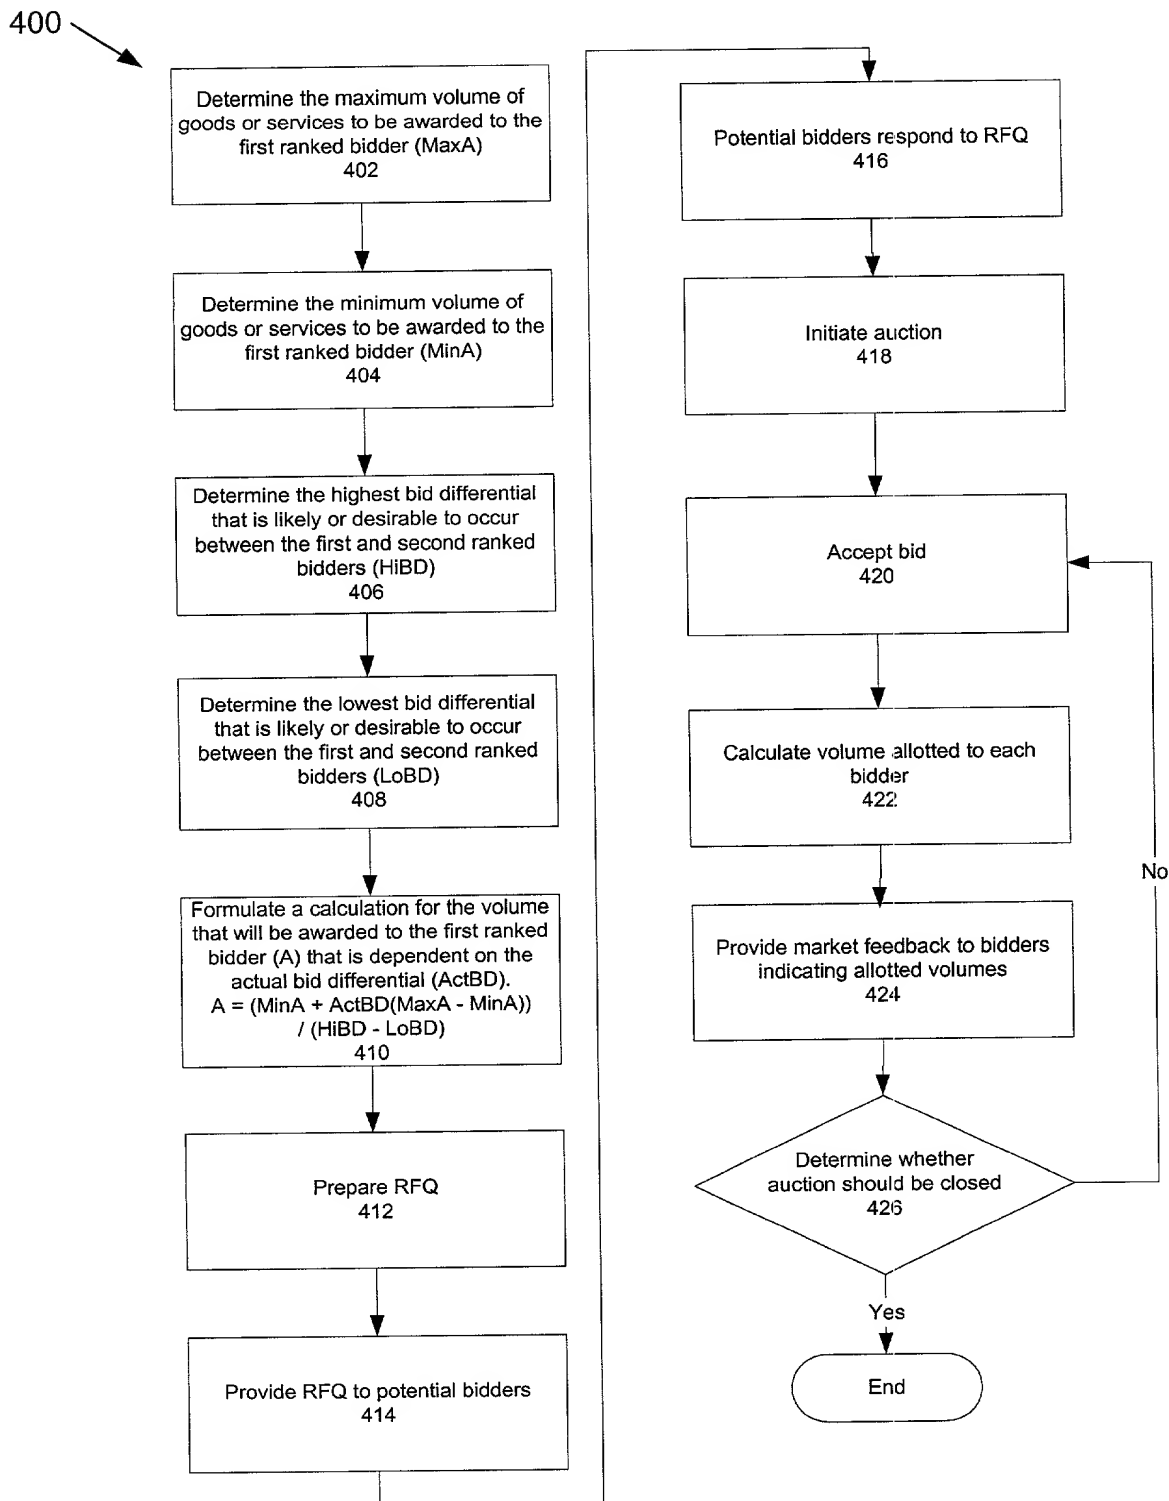 400
Determine the maximum volume of
goods or services to be awarded to the
first ranked bidder (MaxA)
402
Determine the minimum volume of
goods or services to be awarded to the
first ranked bidder (MinA)
404
Determine the highest bid differential
that is likely or desirable to occur
between the first and second ranked
bidders (HiBD)
406
Determine the lowest bid differential
that is likely or desirable to occur
between the first and second ranked
bidders (LoBD)
408
Formulate a calculation for the volume
that will be awarded to the first ranked
bidder (A) that is dependent on the
actual bid differential (ActBD).
A = (MinA + ActBD(MaxA - MinA))
/ (HiBD - LoBD)
410
Prepare RFQ
412
Provide RFQ to potential bidders
414
Potential bidders respond to RFQ
416
Initiate auction
418
Accept bid
420
Calculate volume allotted to each
bidder
422
Provide market feedback to bidders
indicating allotted volumes
424
Determine whether
auction should be closed
426
No
Yes
End